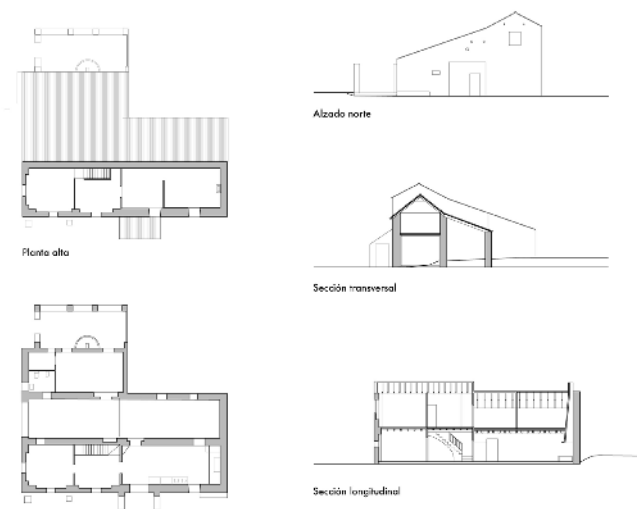 Alzado norte
Planta alta
Sección transversal
Sección longitudinal